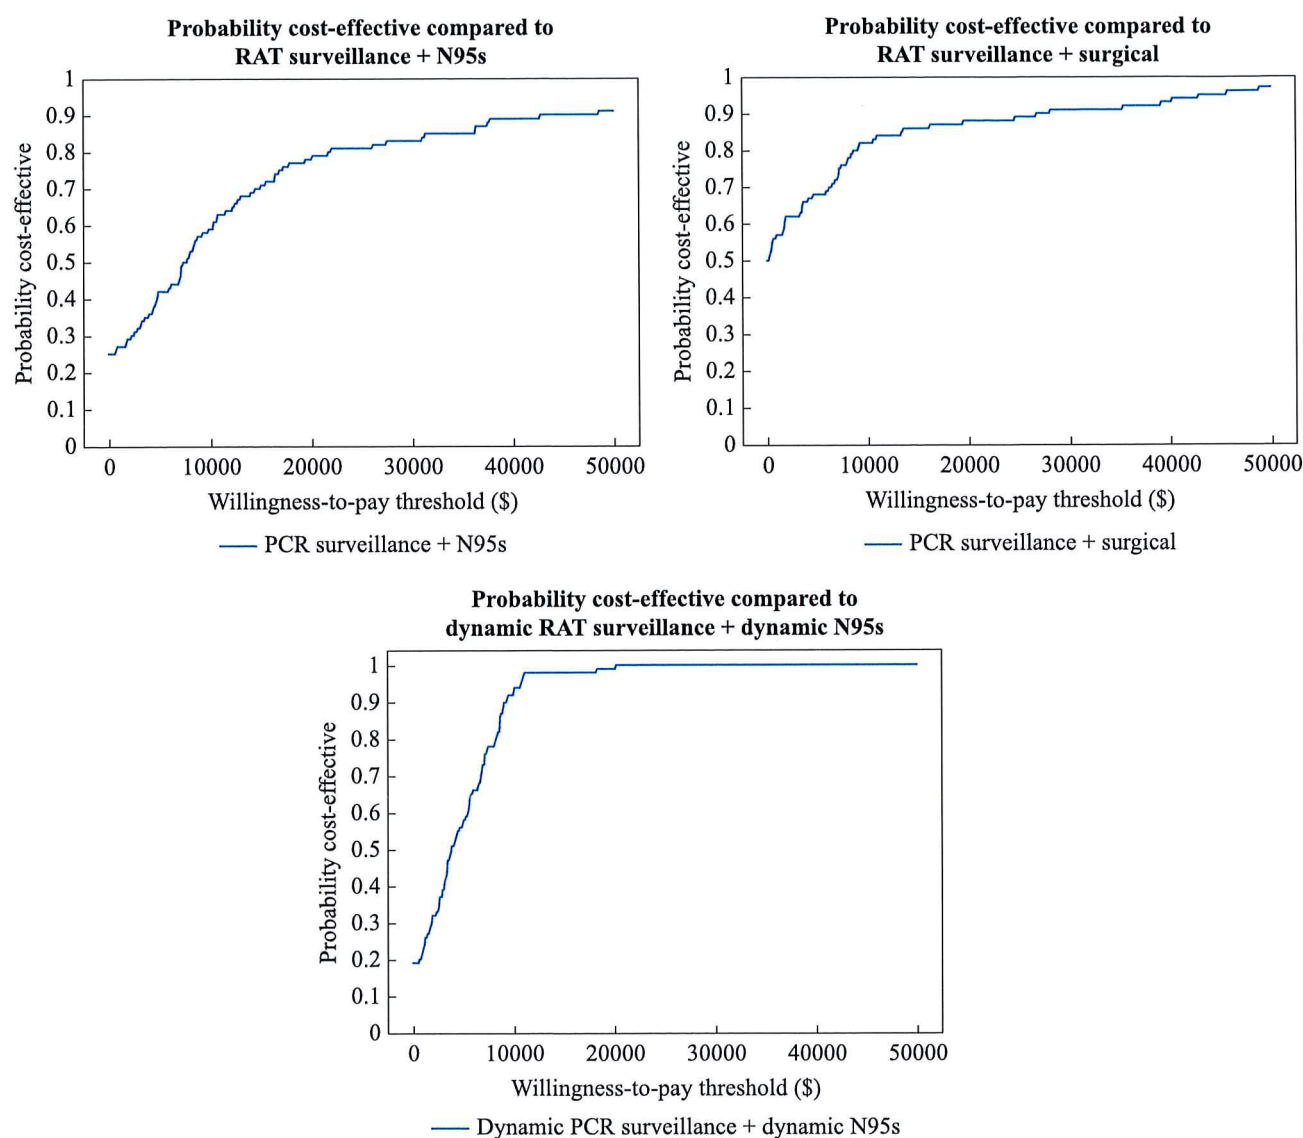 Probability cost-effective compared to
RAT surveillance + N95s
Probability cost-effective
1
0.9
0.8
0.7
0.6
0.5
0.4
0.3
0.2
0.1
0
0 10000 20000 30000 40000 50000
Willingness-to-pay threshold ($)
PCR surveillance + N95s
Probability cost-effective compared to
RAT surveillance + surgical
Probability cost-effective
1
0.9
0.8
0.7
0.6
0.5
0.4
0.3
0.2
0.1
0
0 10000 20000 30000 40000 50000
Willingness-to-pay threshold ($)
PCR surveillance + surgical
Probability cost-effective compared to
dynamic RAT surveillance + dynamic N95s
Probability cost-effective
1
0.9
0.8
0.7
0.6
0.5
0.4
0.3
0.2
0.1
0
0 10000 20000 30000 40000 50000
Willingness-to-pay threshold ($)
Dynamic PCR surveillance + dynamic N95s